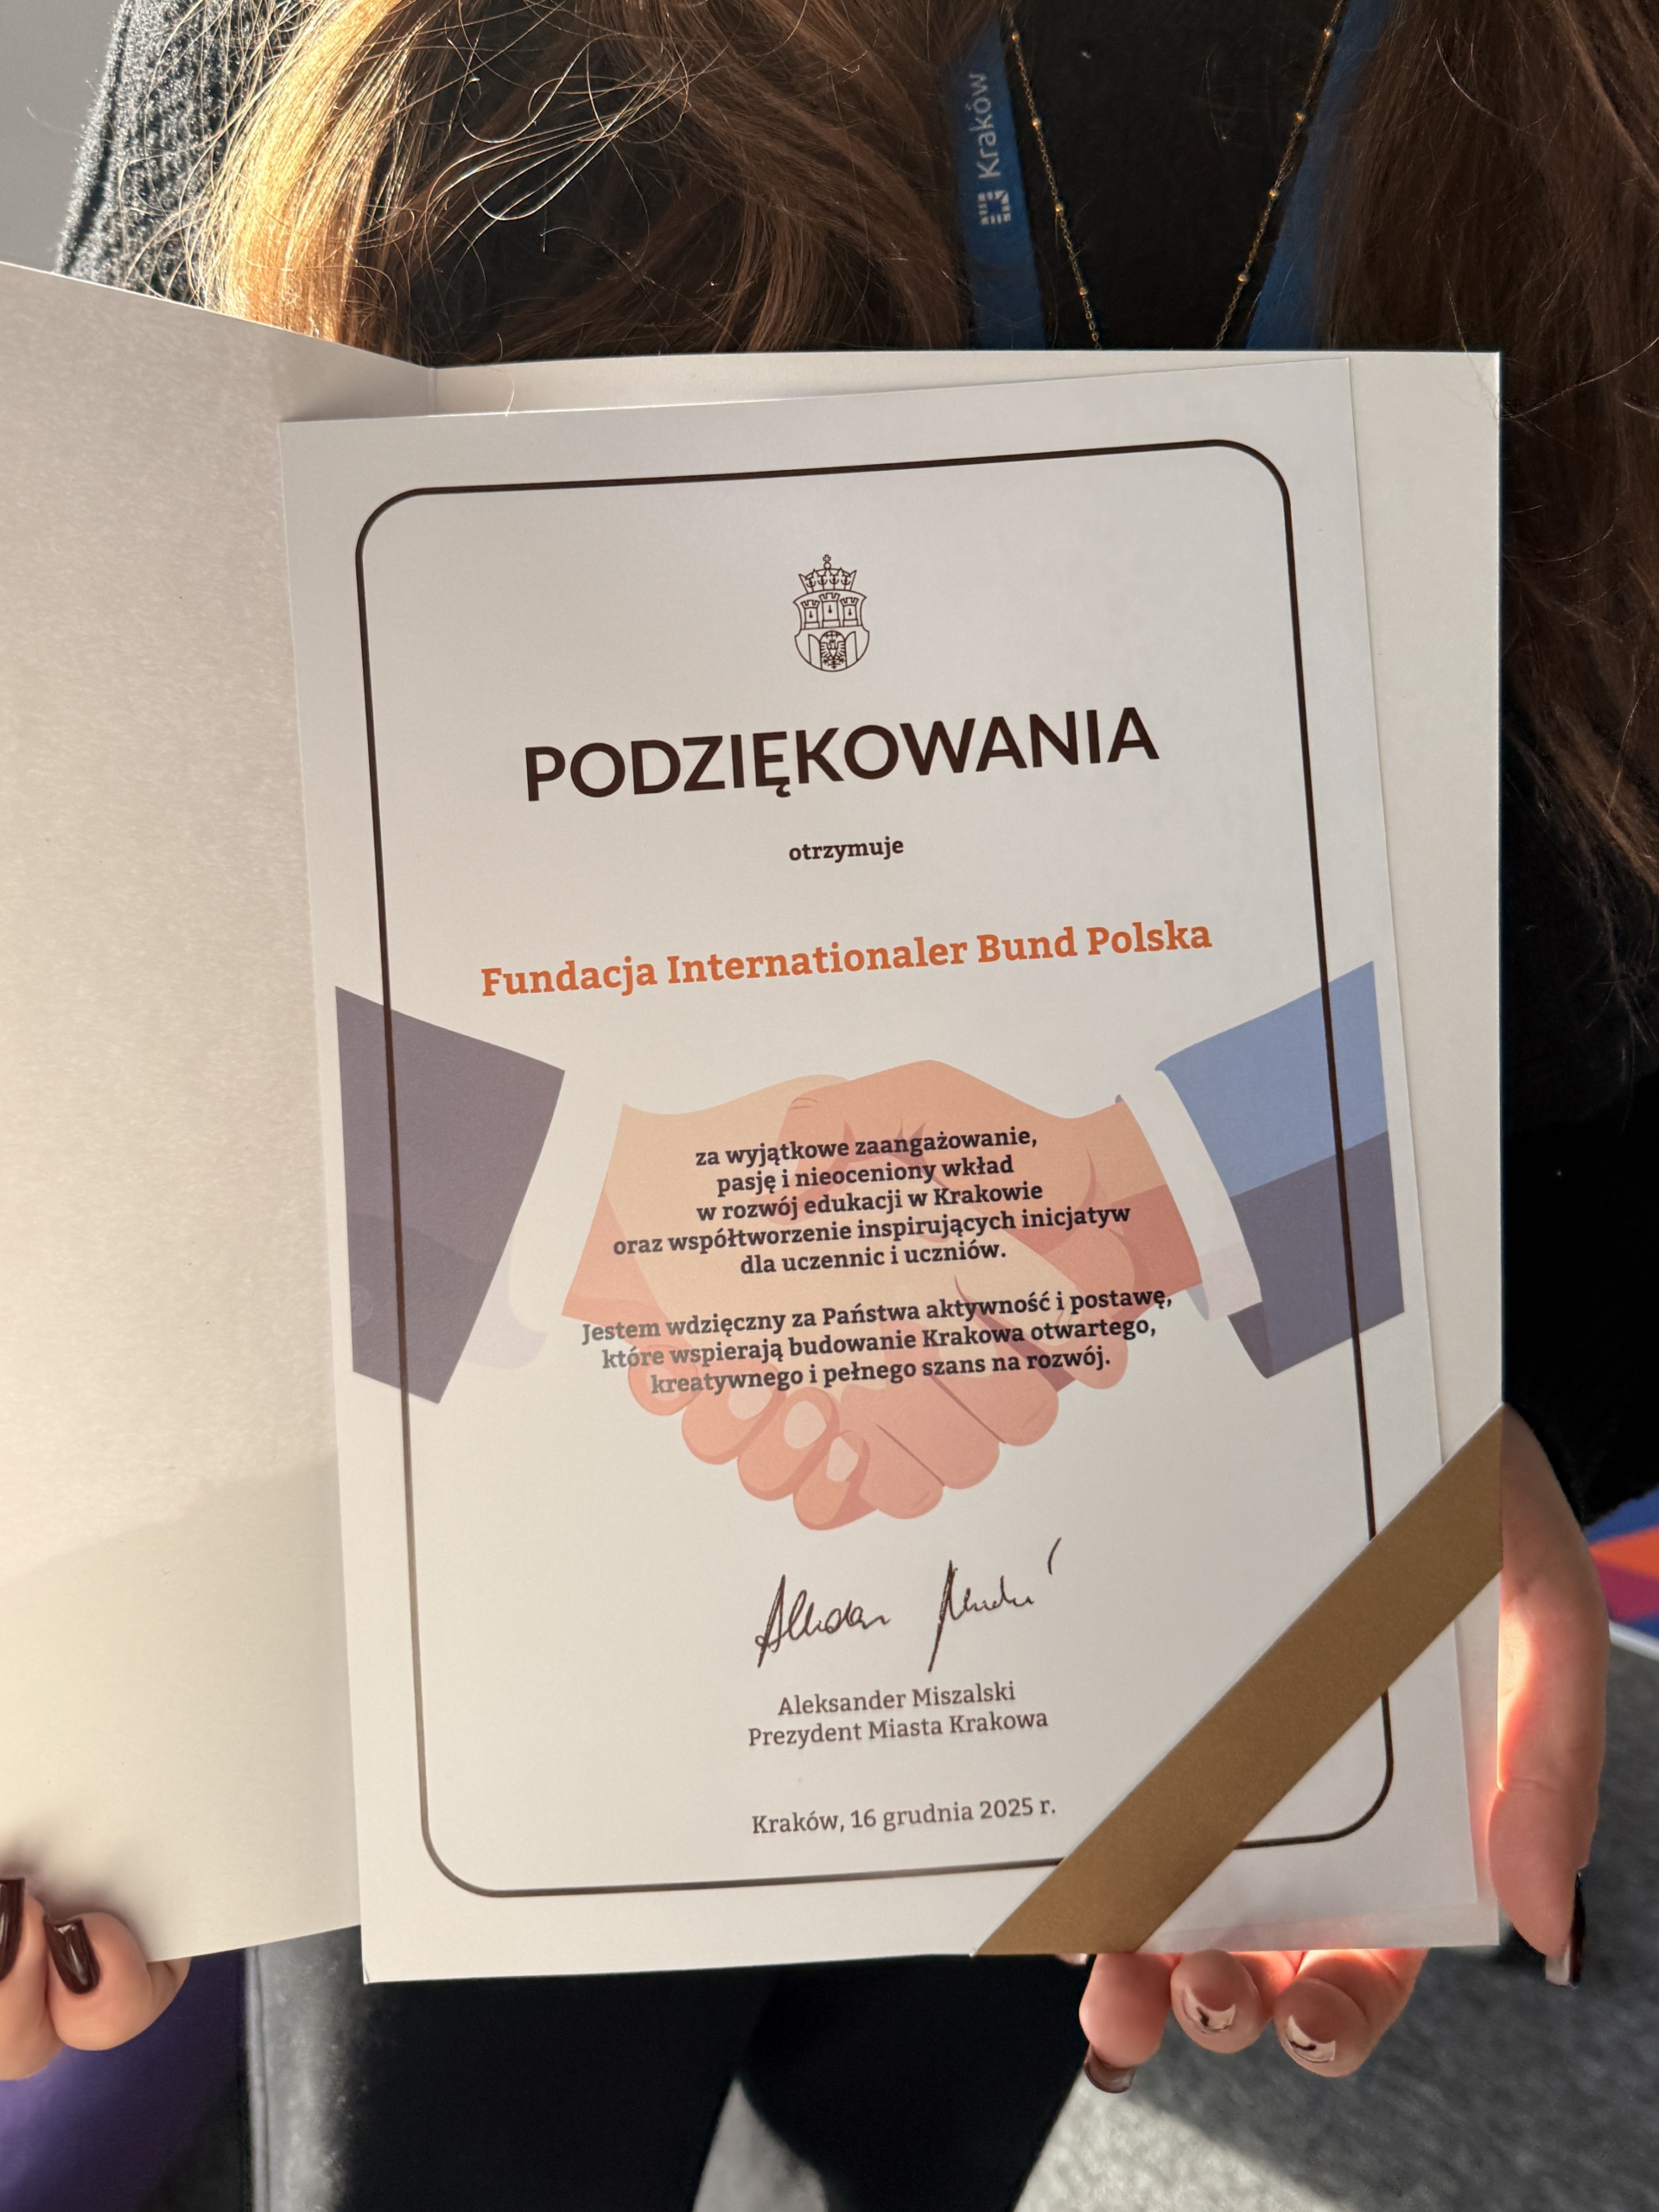 Kraków
PODZIĘKOWANIA
otrzymuje
Fundacja Internationaler Bund Polska
za wyjątkowe zaangażowanie,
pasję i nieoceniony wkład
w rozwój edukacji w Krakowie
oraz współtworzenie inspirujących inicjatyw
dla uczennic i uczniów.
Jestem wdzięczny za Państwa aktywność i postawę,
które wspierają budowanie Krakowa otwartego,
kreatywnego i pełnego szans na rozwój.
Aleksander Miszalski
Prezydent Miasta Krakowa
Kraków, 16 grudnia 2025 r.